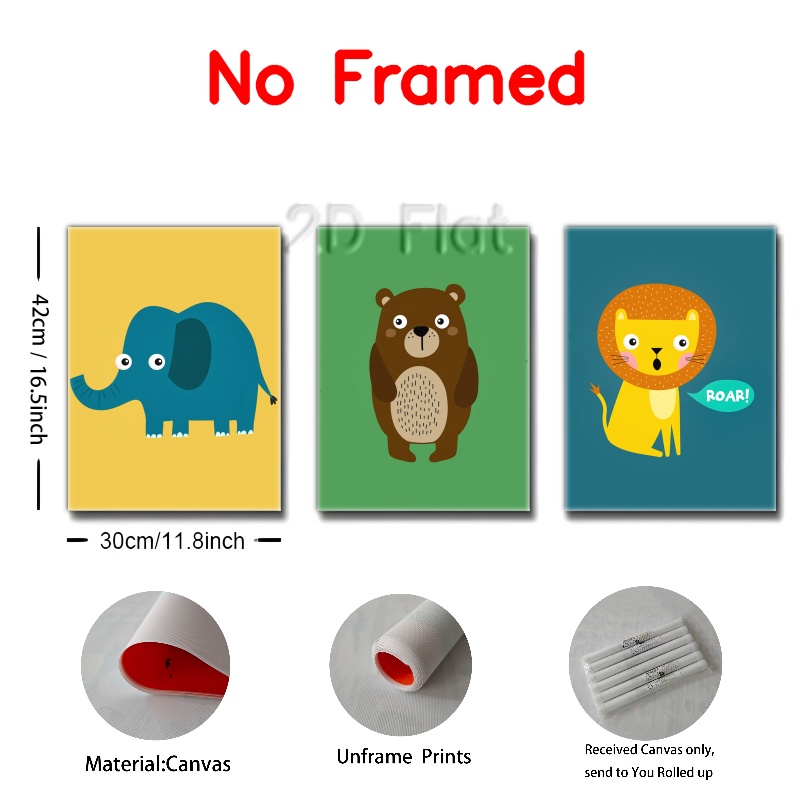 No Framed
2D Flat
42cm / 16.5inch
ROAR!
30cm/11.8inch
Material:Canvas
Unframe Prints
Received Canvas only,
send to You Rolled up